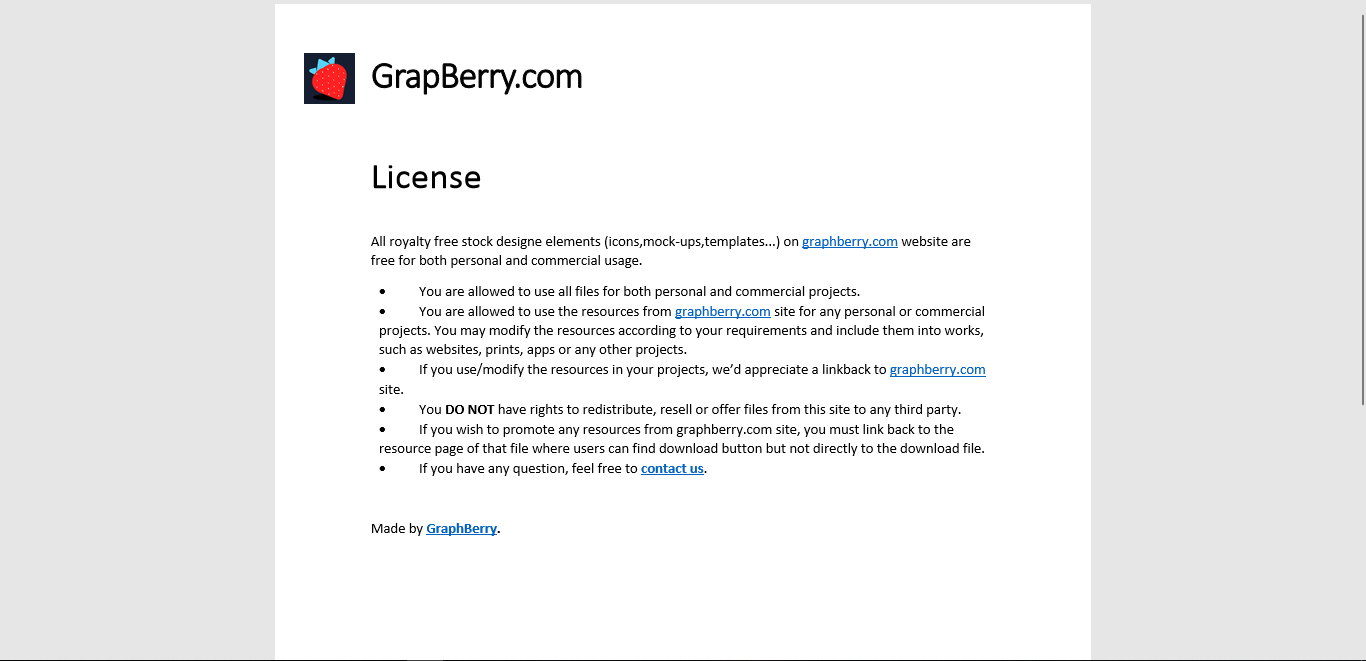 GrapBerry.com
License
All royalty free stock designe elements (icons,mock-ups,templates...) on graphberry.com website are
free for both personal and commercial usage.
• You are allowed to use all files for both personal and commercial projects.
• You are allowed to use the resources from graphberry.com site for any personal or commercial
projects. You may modify the resources according to your requirements and include them into works,
such as websites, prints, apps or any other projects.
• If you use/modify the resources in your projects, we’d appreciate a linkback to graphberry.com
site.
• You DO NOT have rights to redistribute, resell or offer files from this site to any third party.
• If you wish to promote any resources from graphberry.com site, you must link back to the
resource page of that file where users can find download button but not directly to the download file.
• If you have any question, feel free to contact us.
Made by GraphBerry.